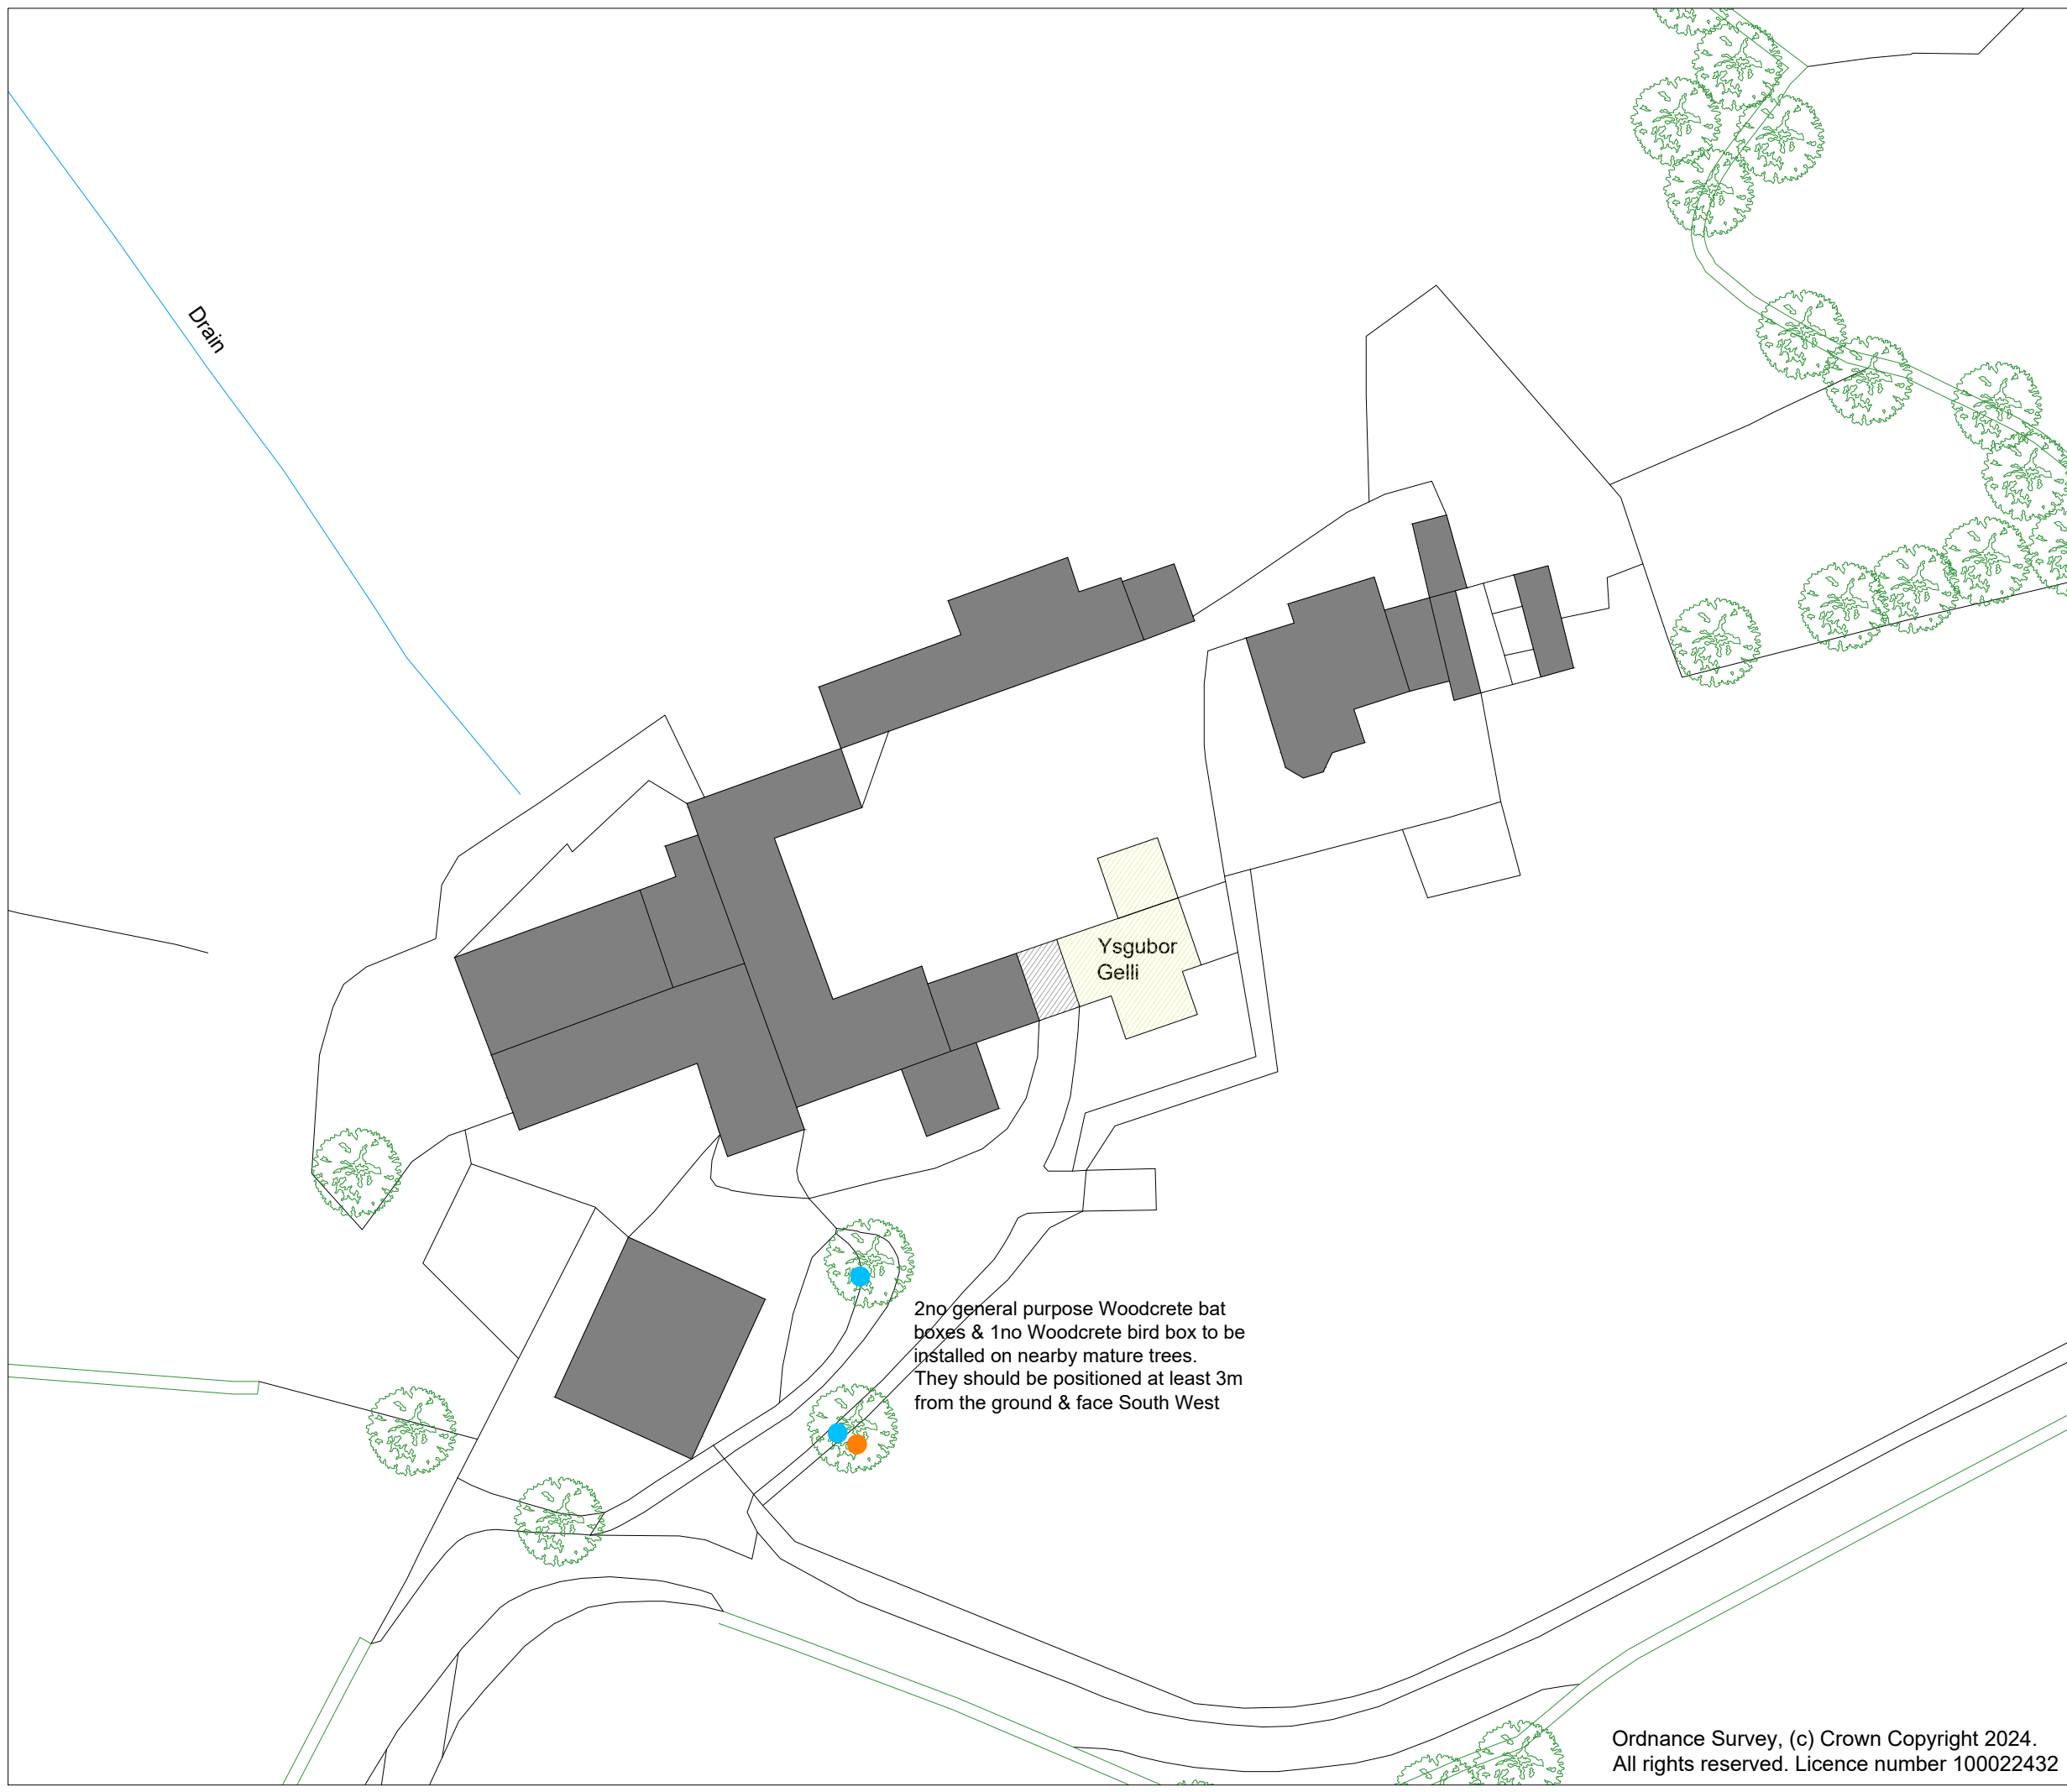 Drain
Ysgubor
Gelli
2no general purpose Woodcrete bat
boxes & 1no Woodcrete bird box to be
installed on nearby mature trees.
They should be positioned at least 3m
from the ground & face South West
Ordnance Survey, (c) Crown Copyright 2024.
All rights reserved. Licence number 100022432